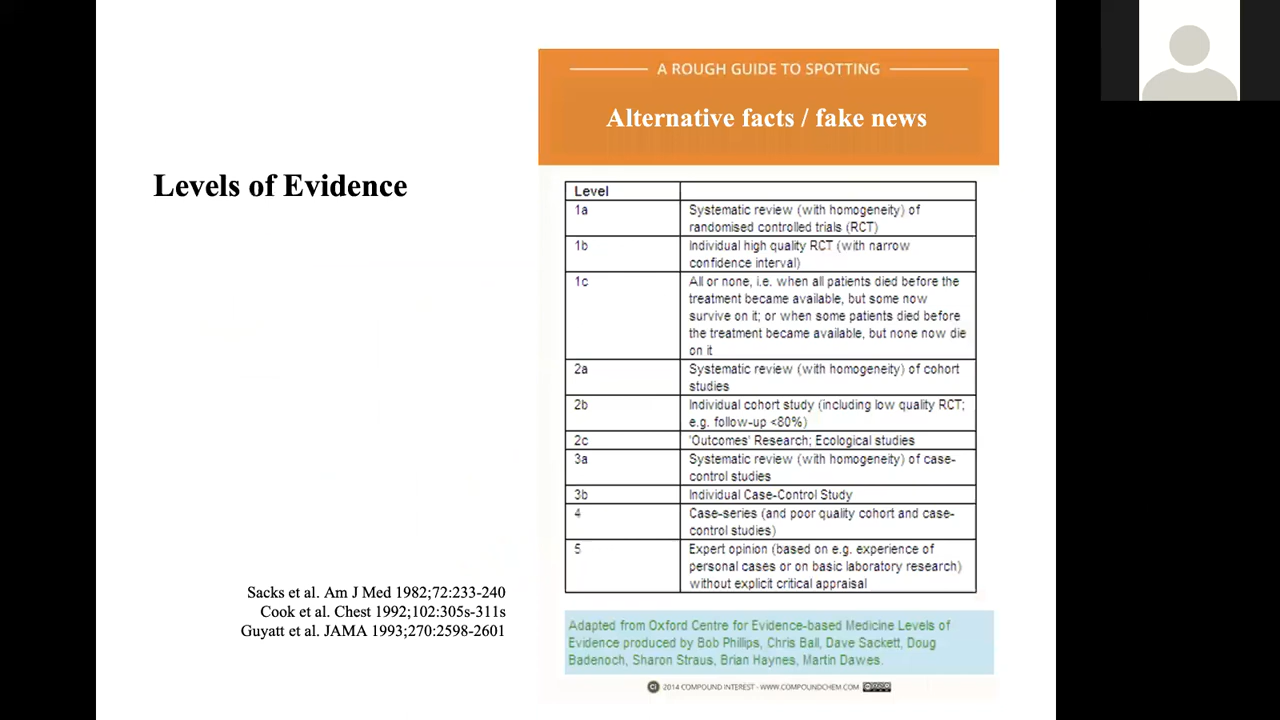 A ROUGH GUIDE TO SPOTTING
Alternative facts / fake news
Levels of Evidence
Level
1a
Systematic review (with homogeneity) of
randomised controlled trials (RCT)
1b
Individual high quality RCT (with narrow
confidence interval)
1c
All or none, i.e. when all patients died before the
treatment became available, but some now
survive on it; or when some patients died before
the treatment became available, but none now die
on it
2a
Systematic review (with homogeneity) of cohort
studies
2b
Individual cohort study (including low quality RCT;
e.g. follow-up <80%)
2c
'Outcomes' Research; Ecological studies
3a
Systematic review (with homogeneity) of case-
control studies
3b
Individual Case-Control Study
4
Case-series (and poor quality cohort and case-
control studies)
5
Expert opinion (based on e.g. experience of
personal cases or on basic laboratory research)
without explicit critical appraisal
Sacks et al. Am J Med 1982;72:233-240
Cook et al. Chest 1992;102:305s-311s
Guyatt et al. JAMA 1993;270:2598-2601
Adapted from Oxford Centre for Evidence-based Medicine Levels of
Evidence produced by Bob Phillips, Chris Ball, Dave Sackett, Doug
Badenoch, Sharon Straus, Brian Haynes, Martin Dawes.
Ci 2014 COMPOUND INTEREST - WWW.COMPOUNDCHEM.COM